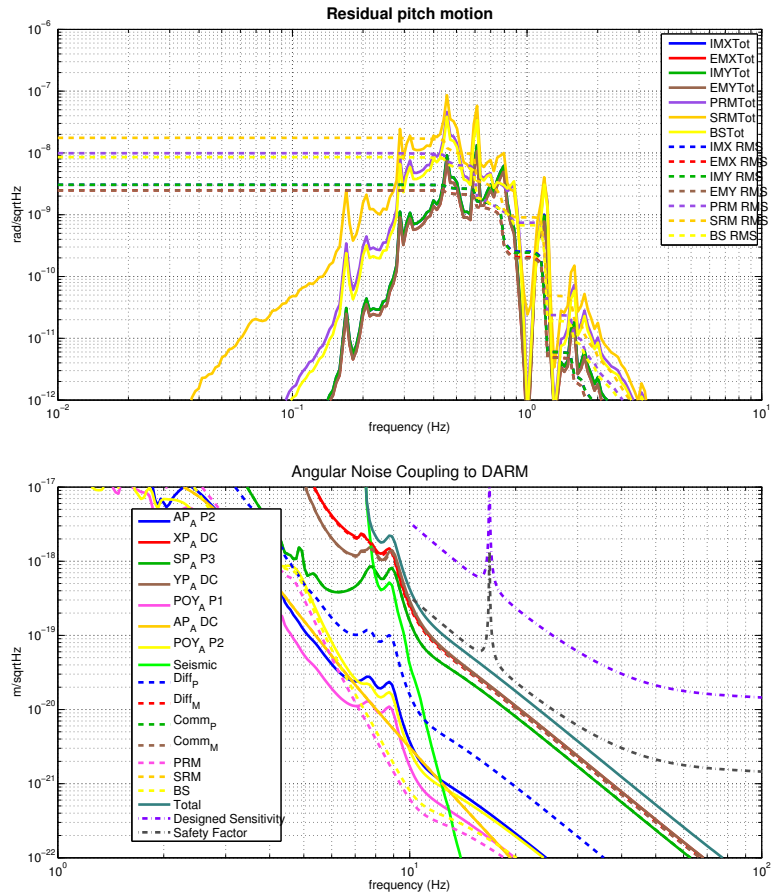 Residual pitch motion
10^-6
10^-7
10^-8
10^-9
10^-10
10^-11
10^-12
rad/sqrtHz
10^-2
10^-1
10^0
10^1
frequency (Hz)
IMXTot
EMXTot
IMYTot
EMYTot
PRMTot
SRMTot
BSTot
IMX RMS
EMX RMS
IMY RMS
EMY RMS
PRM RMS
SRM RMS
BS RMS
Angular Noise Coupling to DARM
10^-17
10^-18
10^-19
10^-20
10^-21
10^-22
m/sqrtHz
10^0
10^1
10^2
frequency (Hz)
AP_A P2
XP_A DC
SP_A P3
YP_A DC
POY_A P1
AP_A DC
POY_A P2
Seismic
Diff_P
Diff_M
Comm_P
Comm_M
PRM
SRM
BS
Total
Designed Sensitivity
Safety Factor